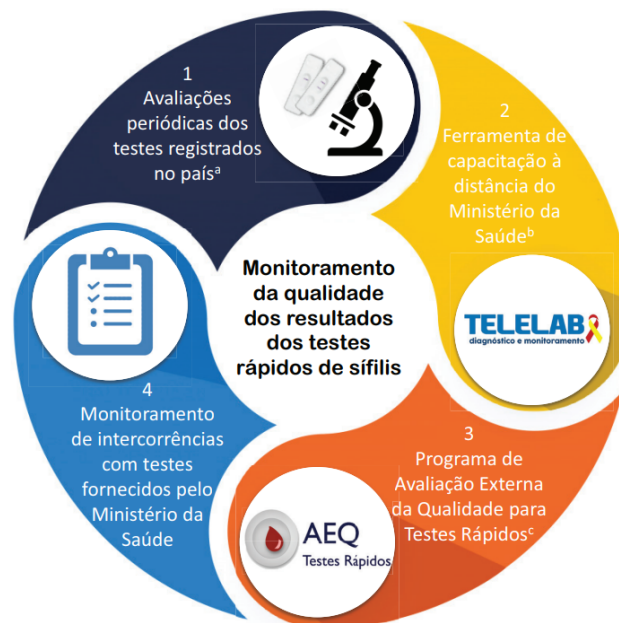 1
Avaliações
periódicas dos
testes registrados
no paísᵃ
2
Ferramenta de
capacitação à
distância do
Ministério da
Saúdeᵇ
TELELAB
diagnóstico e monitoramento
Monitoramento
da qualidade
dos resultados
dos testes
rápidos de sífilis
3
Programa de
Avaliação Externa
da Qualidade para
Testes Rápidosᶜ
AEQ
Testes Rápidos
4
Monitoramento
de intercorrências
com testes
fornecidos pelo
Ministério da
Saúde